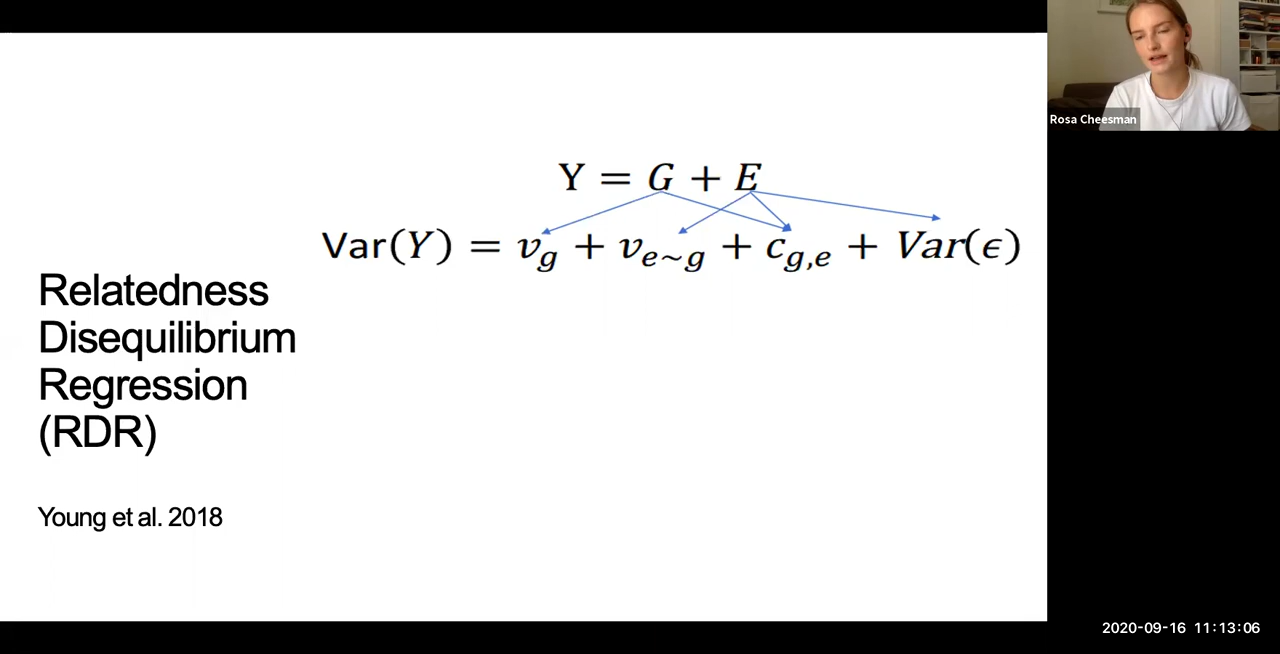 Rosa Cheesman
Y = G + E
Var(Y) = v_g + v_{e~g} + c_{g,e} + Var(ϵ)
Relatedness
Disequilibrium
Regression
(RDR)
Young et al. 2018
2020-09-16 11:13:06